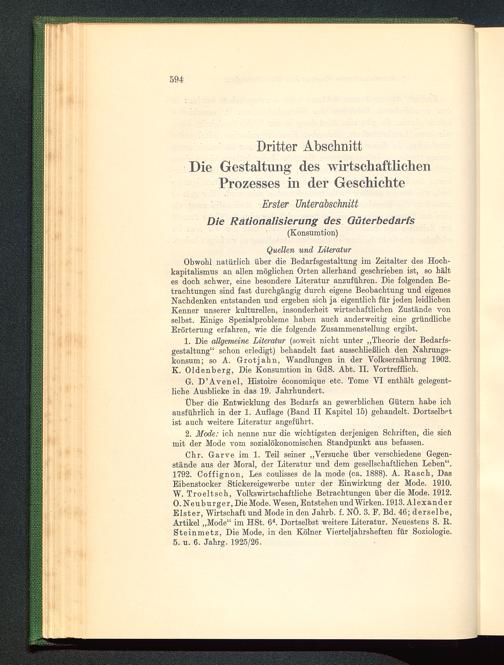 594
Dritter Abschnitt
Die Gestaltung des wirtschaftlichen
Prozesses in der Geschichte
Erster Unterabschnitt
Die Rationalisierung des Güterbedarfs
(Konsumtion)
Quellen und Literatur
Obwohl natürlich über die Bedarfsgestaltung im Zeitalter des Hoch-
kapitalismus an allen möglichen Orten allerhand geschrieben ist, so hält
es doch schwer, eine besondere Literatur anzuführen. Die folgenden Be-
trachtungen sind fast durchgängig durch eigene Beobachtung und eigenes
Nachdenken entstanden und ergeben sich ja eigentlich für jeden leidlichen
Kenner unserer kulturellen, insonderheit wirtschaftlichen Zustände von
selbst. Einige Spezialprobleme haben auch anderweitig eine gründliche
Erörterung erfahren, wie die folgende Zusammenstellung ergibt.
1. Die allgemeine Literatur (soweit nicht unter „Theorie der Bedarfs-
gestaltung“ schon erledigt) behandelt fast ausschließlich den Nahrungs-
konsum; so A. Grotjahn, Wandlungen in der Volksernährung 1902.
K. Oldenberg, Die Konsumtion in GdS. Abt. II. Vortrefflich.
G. D'Avenel, Histoire économique etc. Tome VI enthält gelegent-
liche Ausblicke in das 19. Jahrhundert.
Über die Entwicklung des Bedarfs an gewerblichen Gütern habe ich
ausführlich in der 1. Auflage (Band II Kapitel 15) gehandelt. Dortselbst
ist auch weitere Literatur angeführt.
2. Mode: ich nenne nur die wichtigsten derjenigen Schriften, die sich
mit der Mode vom sozialökonomischen Standpunkt aus befassen.
Chr. Garve im 1. Teil seiner „Versuche über verschiedene Gegen-
stände aus der Moral, der Literatur und dem gesellschaftlichen Leben“.
1792. Coffignon, Les coulisses de la mode (ca. 1888). A. Rasch, Das
Eibenstocker Stickereigewerbe unter der Einwirkung der Mode. 1910.
W. Troeltsch, Volkswirtschaftliche Betrachtungen über die Mode. 1912.
O. Neuburger, Die Mode. Wesen, Entstehen und Wirken. 1913. Alexander
Elster, Wirtschaft und Mode in den Jahrb. f. NÖ. 3. F. Bd. 46; derselbe,
Artikel „Mode“ im HSt. 6⁴. Dortselbst weitere Literatur. Neuestens S. R.
Steinmetz, Die Mode, in den Kölner Vierteljahrsheften für Soziologie.
5. u. 6. Jahrg. 1925/26.